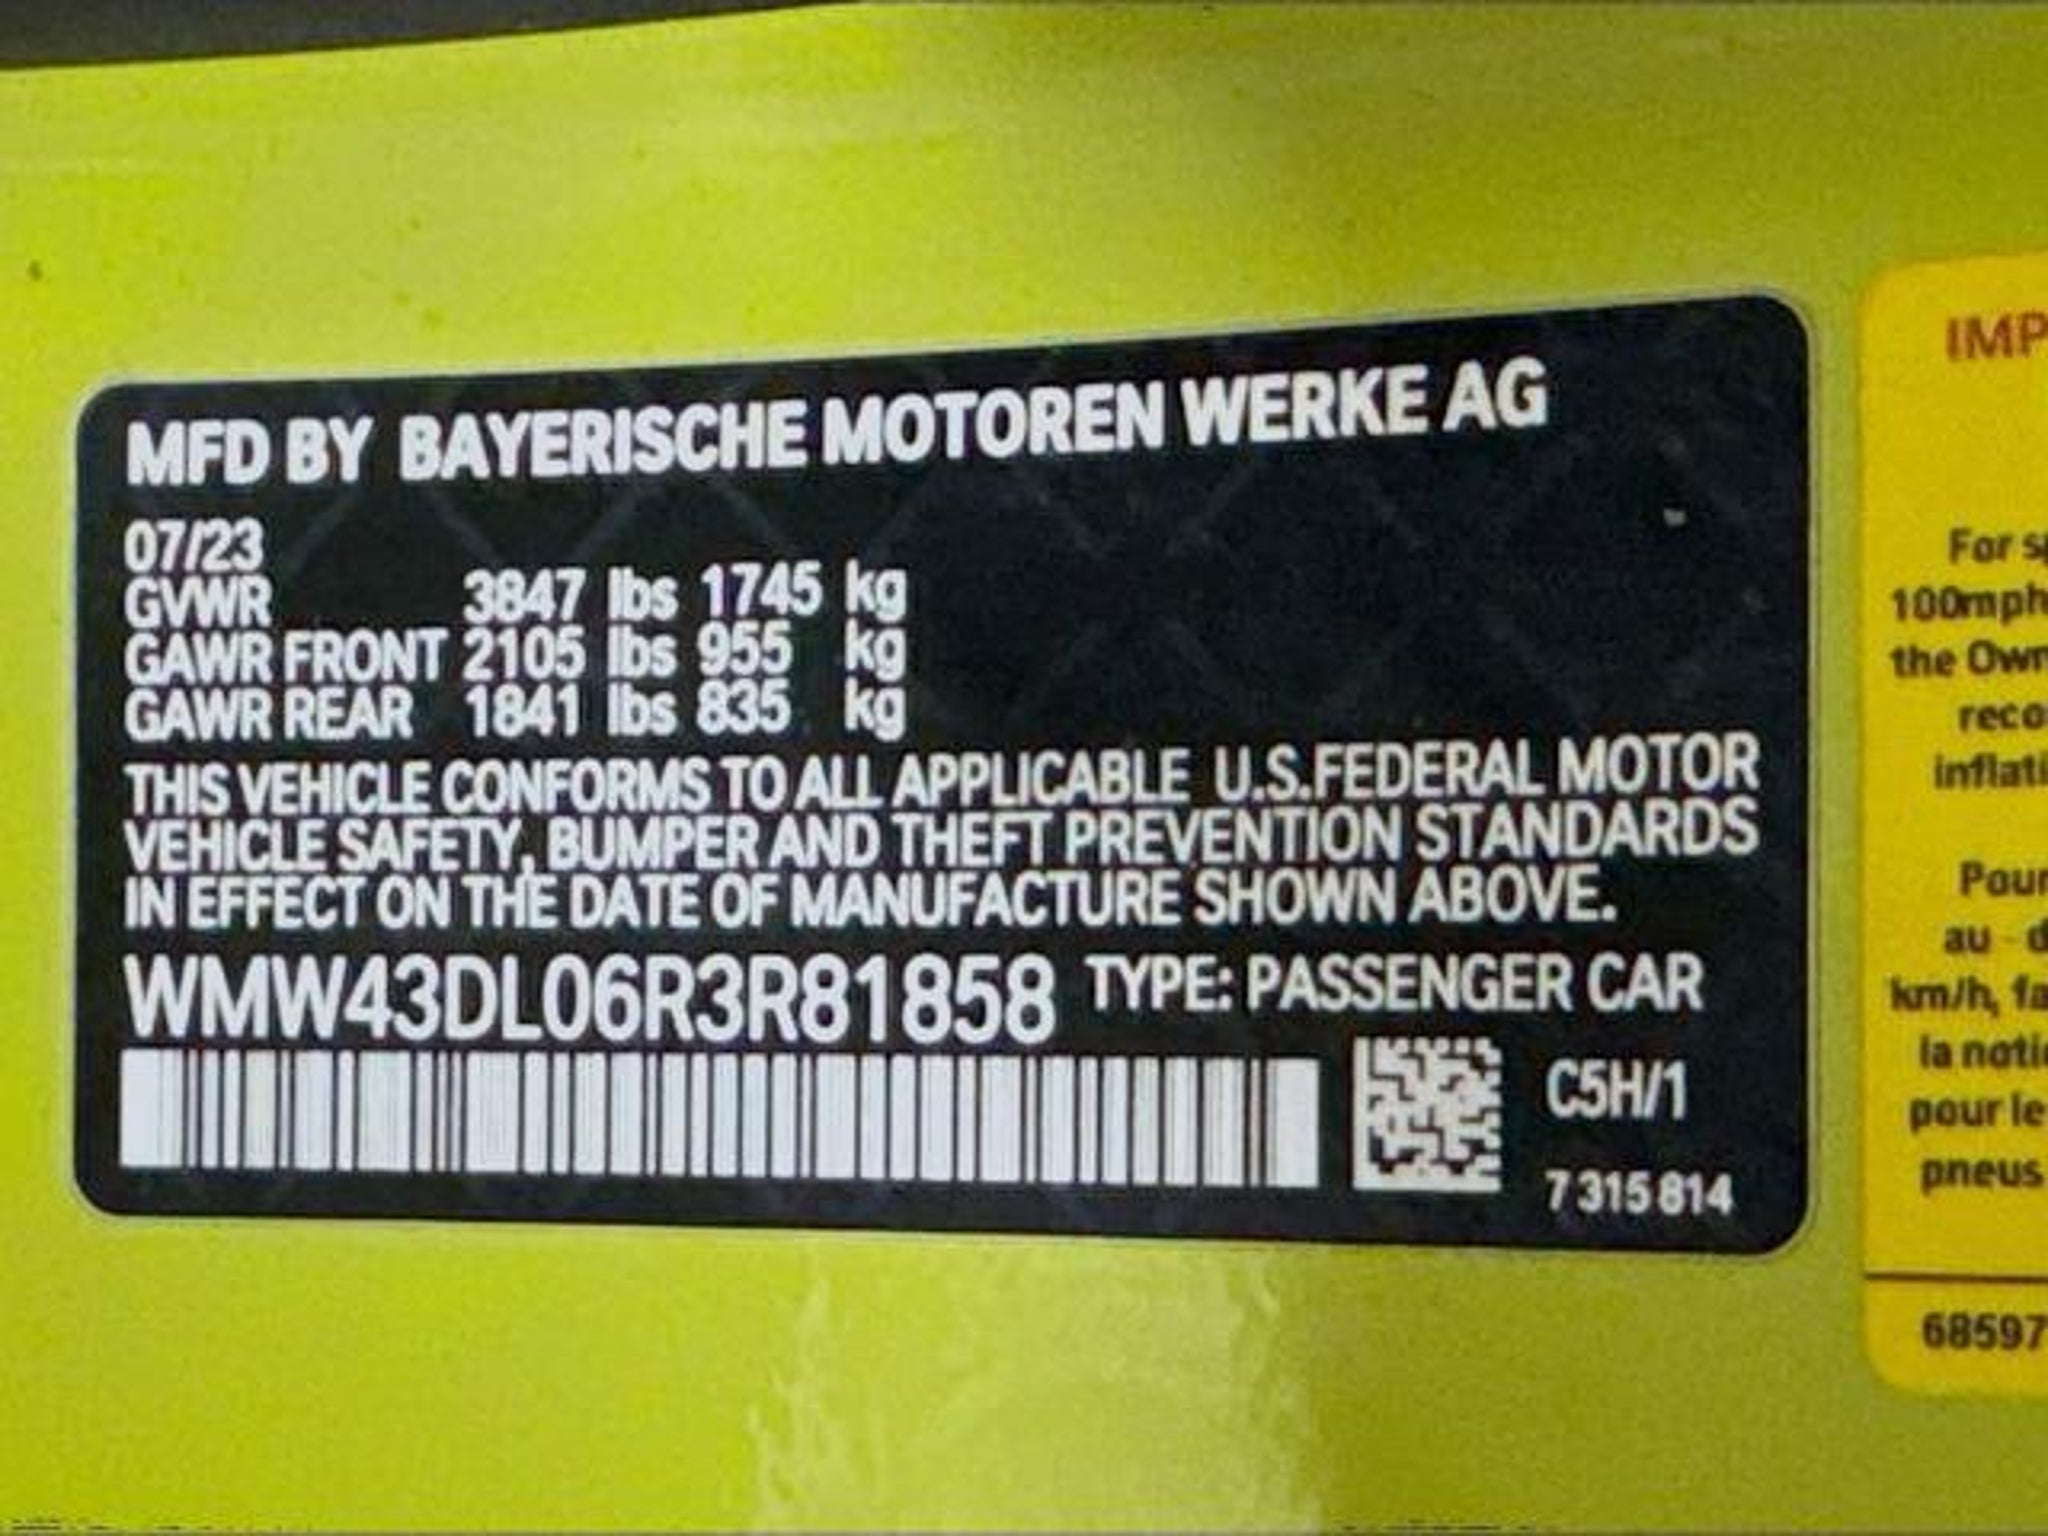 MFD BY BAYERISCHE MOTOREN WERKE AG
07/23
GVWR 3847 lbs 1745 kg
GAWR FRONT 2105 lbs 955 kg
GAWR REAR 1841 lbs 835 kg
THIS VEHICLE CONFORMS TO ALL APPLICABLE U.S.FEDERAL MOTOR
VEHICLE SAFETY, BUMPER AND THEFT PREVENTION STANDARDS
IN EFFECT ON THE DATE OF MANUFACTURE SHOWN ABOVE.
WMW43DL06R3R81858 TYPE: PASSENGER CAR
C5H/1
7 315 814
IMP
For sp
100mph
the Own
reco
inflati
Pour
au d
km/h, fa
la notic
pour le
pneus
68597